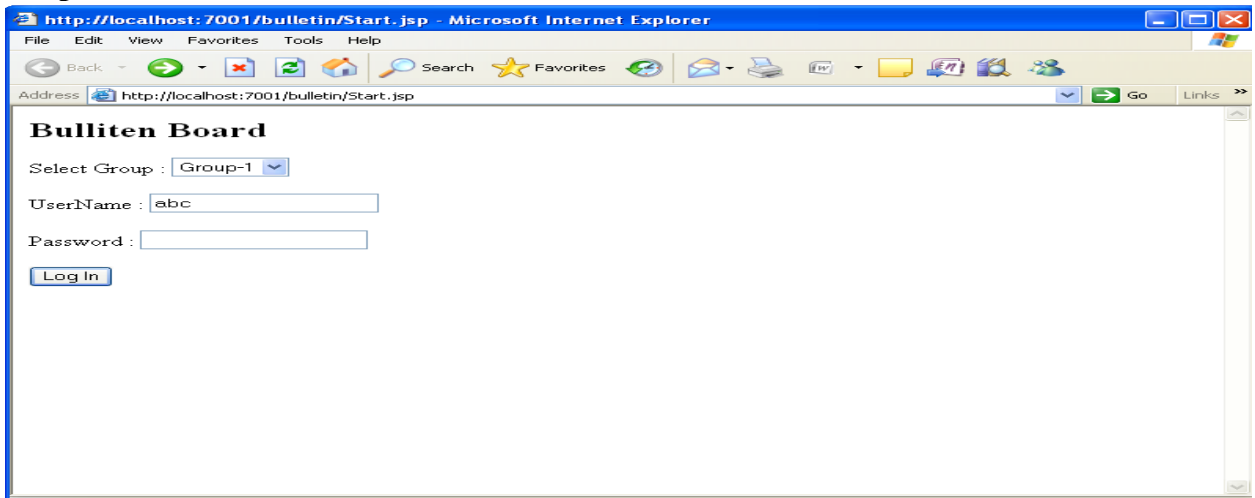 http://localhost:7001/bulletin/Start.jsp - Microsoft Internet Explorer
File Edit View Favorites Tools Help
Back Search Favorites
Address http://localhost:7001/bulletin/Start.jsp Go Links »
Bulliten Board
Select Group : Group-1
UserName : abc
Password :
Log In